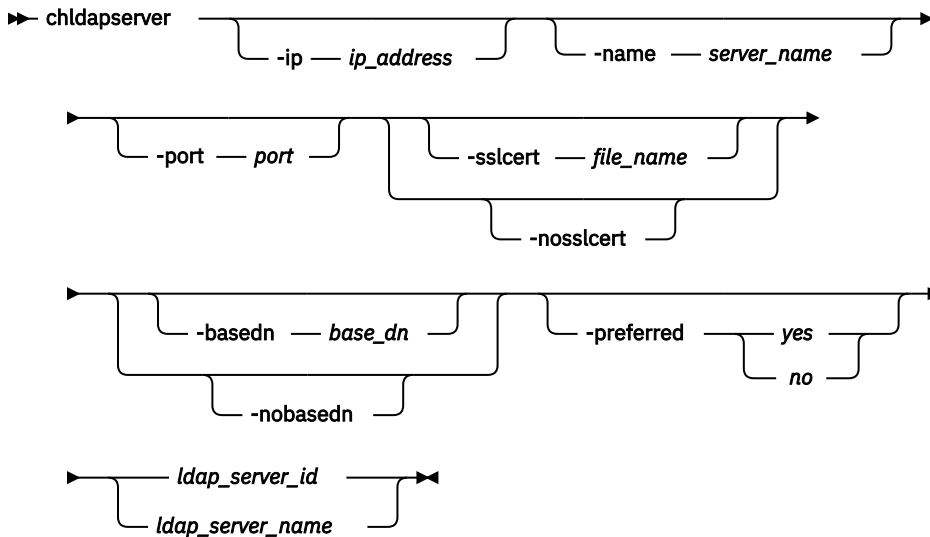 chldapserver
-ip ip_address
-name server_name
-port port
-sslcert file_name
-nosslcert
-basedn base_dn
-nobasedn
-preferred yes
no
ldap_server_id
ldap_server_name